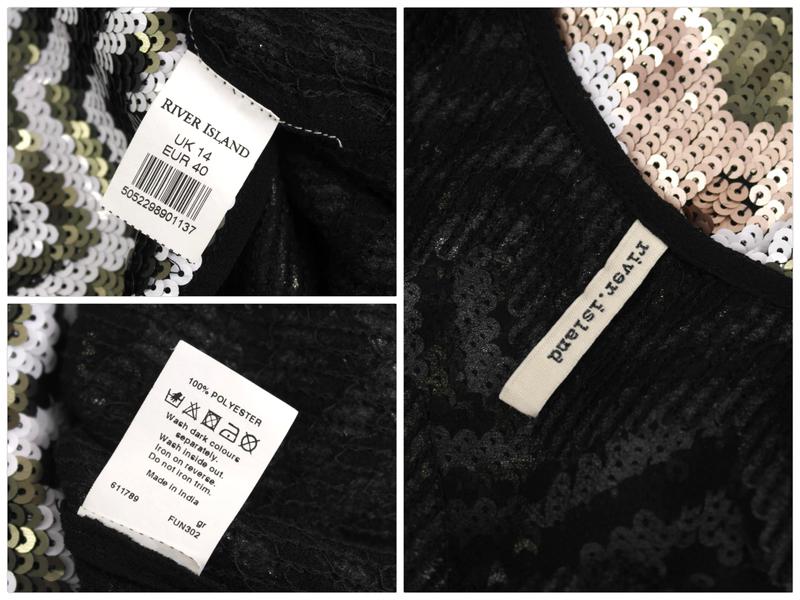 RIVER ISLAND
UK 14
EUR 40
5052298901137
100% POLYESTER
Wash dark colours
separately.
Wash inside out.
Iron on reverse.
Do not iron trim.
Made in India
611789
gr
FUN302
river.island